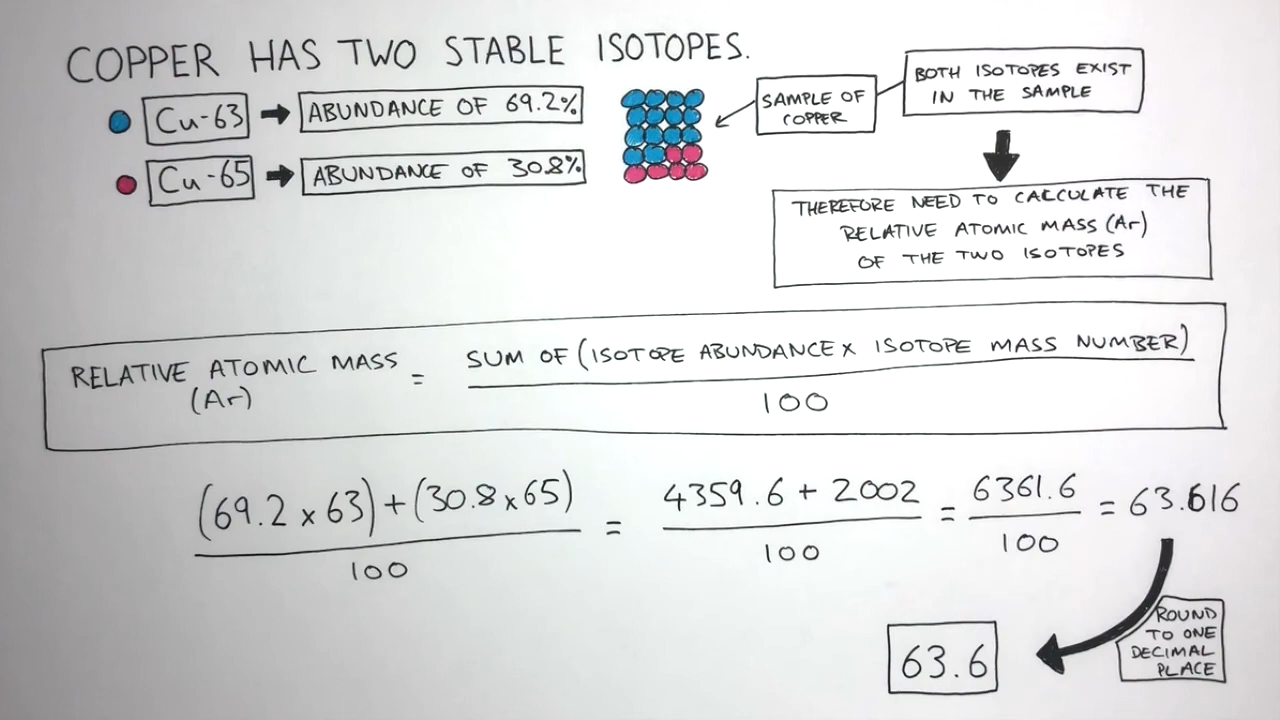 COPPER HAS TWO STABLE ISOTOPES.
Cu-63
ABUNDANCE OF 69.2%
Cu-65
ABUNDANCE OF 30.8%
SAMPLE OF
COPPER
BOTH ISOTOPES EXIST
IN THE SAMPLE
THEREFORE NEED TO CALCULATE THE
RELATIVE ATOMIC MASS (Ar)
OF THE TWO ISOTOPES
RELATIVE ATOMIC MASS
(Ar)
=
SUM OF (ISOTOPE ABUNDANCE x ISOTOPE MASS NUMBER)
100
(69.2 x 63) + (30.8 x 65)
100
=
4359.6 + 2002
100
=
6361.6
100
= 63.616
ROUND
TO ONE
DECIMAL
PLACE
63.6